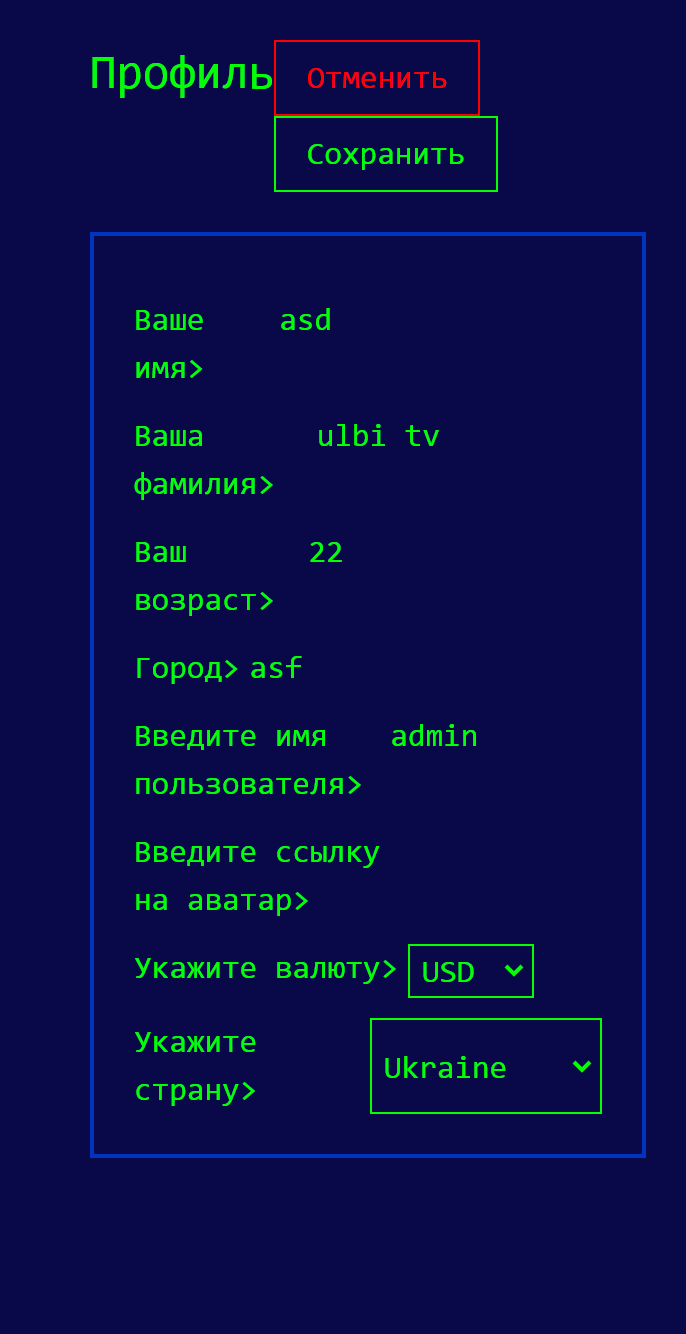 Профиль Отменить
Сохранить
Ваше asd
имя>
Ваша ulbi tv
фамилия>
Ваш 22
возраст>
Город> asf
Введите имя admin
пользователя>
Введите ссылку
на аватар>
Укажите валюту> USD
Укажите
страну> Ukraine